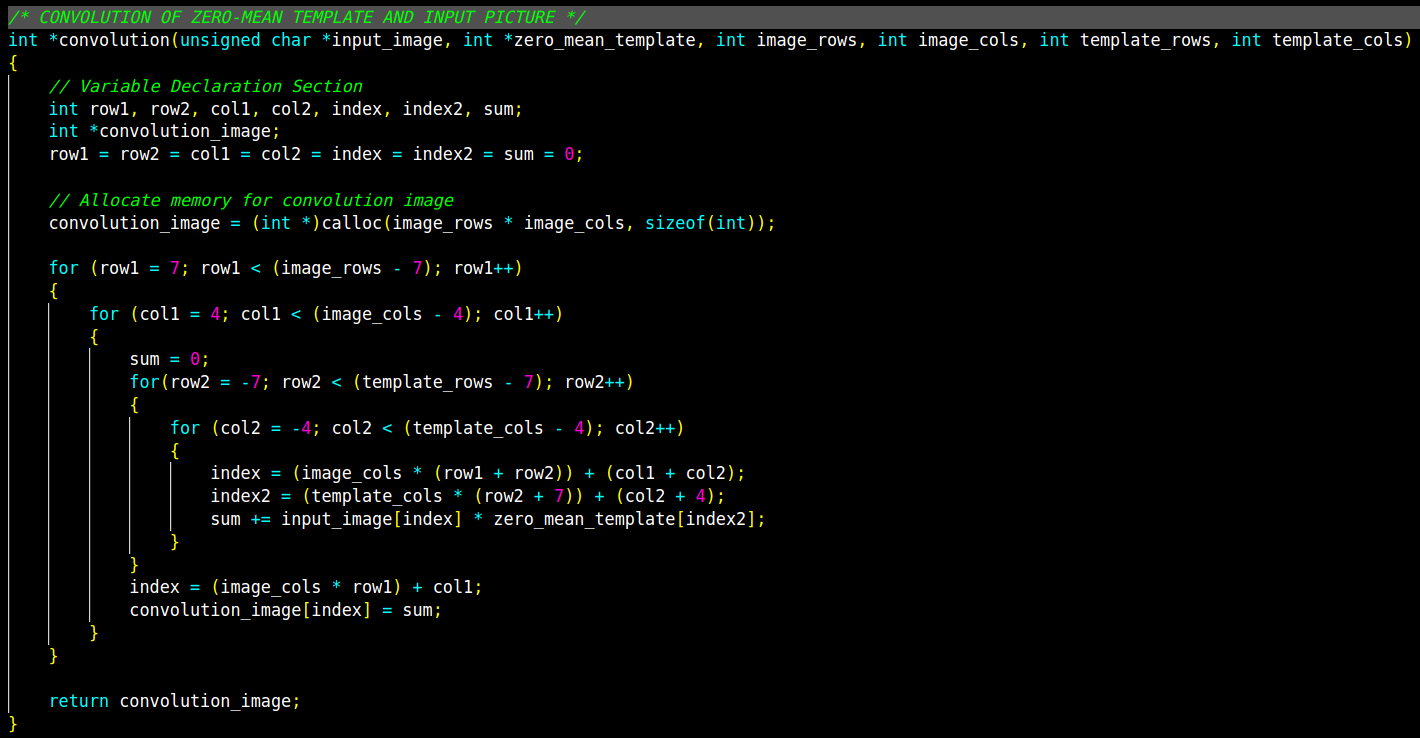 /* CONVOLUTION OF ZERO-MEAN TEMPLATE AND INPUT PICTURE */
int *convolution(unsigned char *input_image, int *zero_mean_template, int image_rows, int image_cols, int template_rows, int template_cols)
{
    // Variable Declaration Section
    int row1, row2, col1, col2, index, index2, sum;
    int *convolution_image;
    row1 = row2 = col1 = col2 = index = index2 = sum = 0;

    // Allocate memory for convolution image
    convolution_image = (int *)calloc(image_rows * image_cols, sizeof(int));

    for (row1 = 7; row1 < (image_rows - 7); row1++)
    {
        for (col1 = 4; col1 < (image_cols - 4); col1++)
        {
            sum = 0;
            for(row2 = -7; row2 < (template_rows - 7); row2++)
            {
                for (col2 = -4; col2 < (template_cols - 4); col2++)
                {
                    index = (image_cols * (row1 + row2)) + (col1 + col2);
                    index2 = (template_cols * (row2 + 7)) + (col2 + 4);
                    sum += input_image[index] * zero_mean_template[index2];
                }
            }
            index = (image_cols * row1) + col1;
            convolution_image[index] = sum;
        }
    }

    return convolution_image;
}